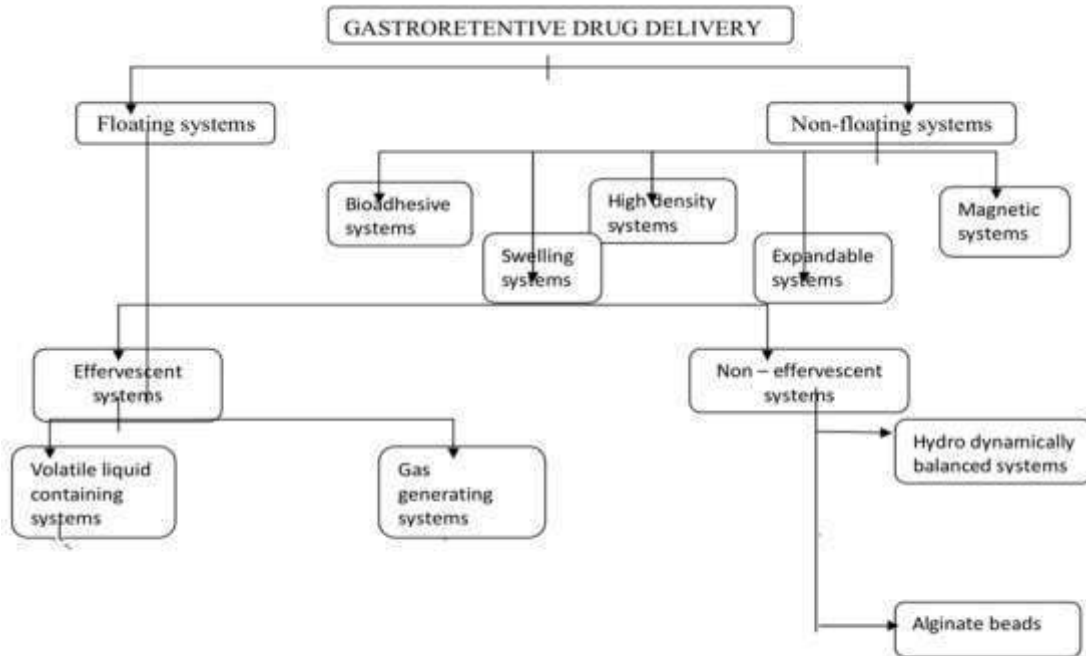 GASTRORETENTIVE DRUG DELIVERY
Floating systems
Non-floating systems
Bioadhesive
systems
High density
systems
Magnetic
systems
Swelling
systems
Expandable
systems
Effervescent
systems
Non – effervescent
systems
Volatile liquid
containing
systems
Gas
generating
systems
Hydro dynamically
balanced systems
Alginate beads